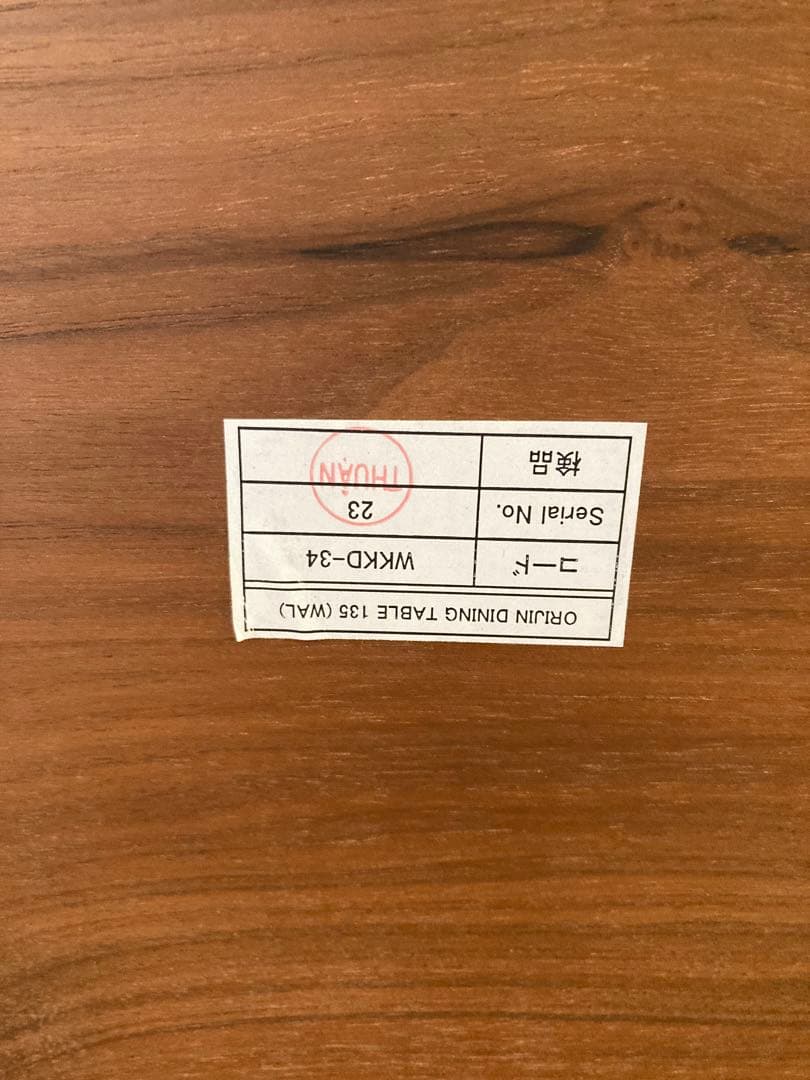 ORIJIN DINING TABLE 135 (WAL)
コード WKKD-34
Serial No. 23
検品 THUẬN